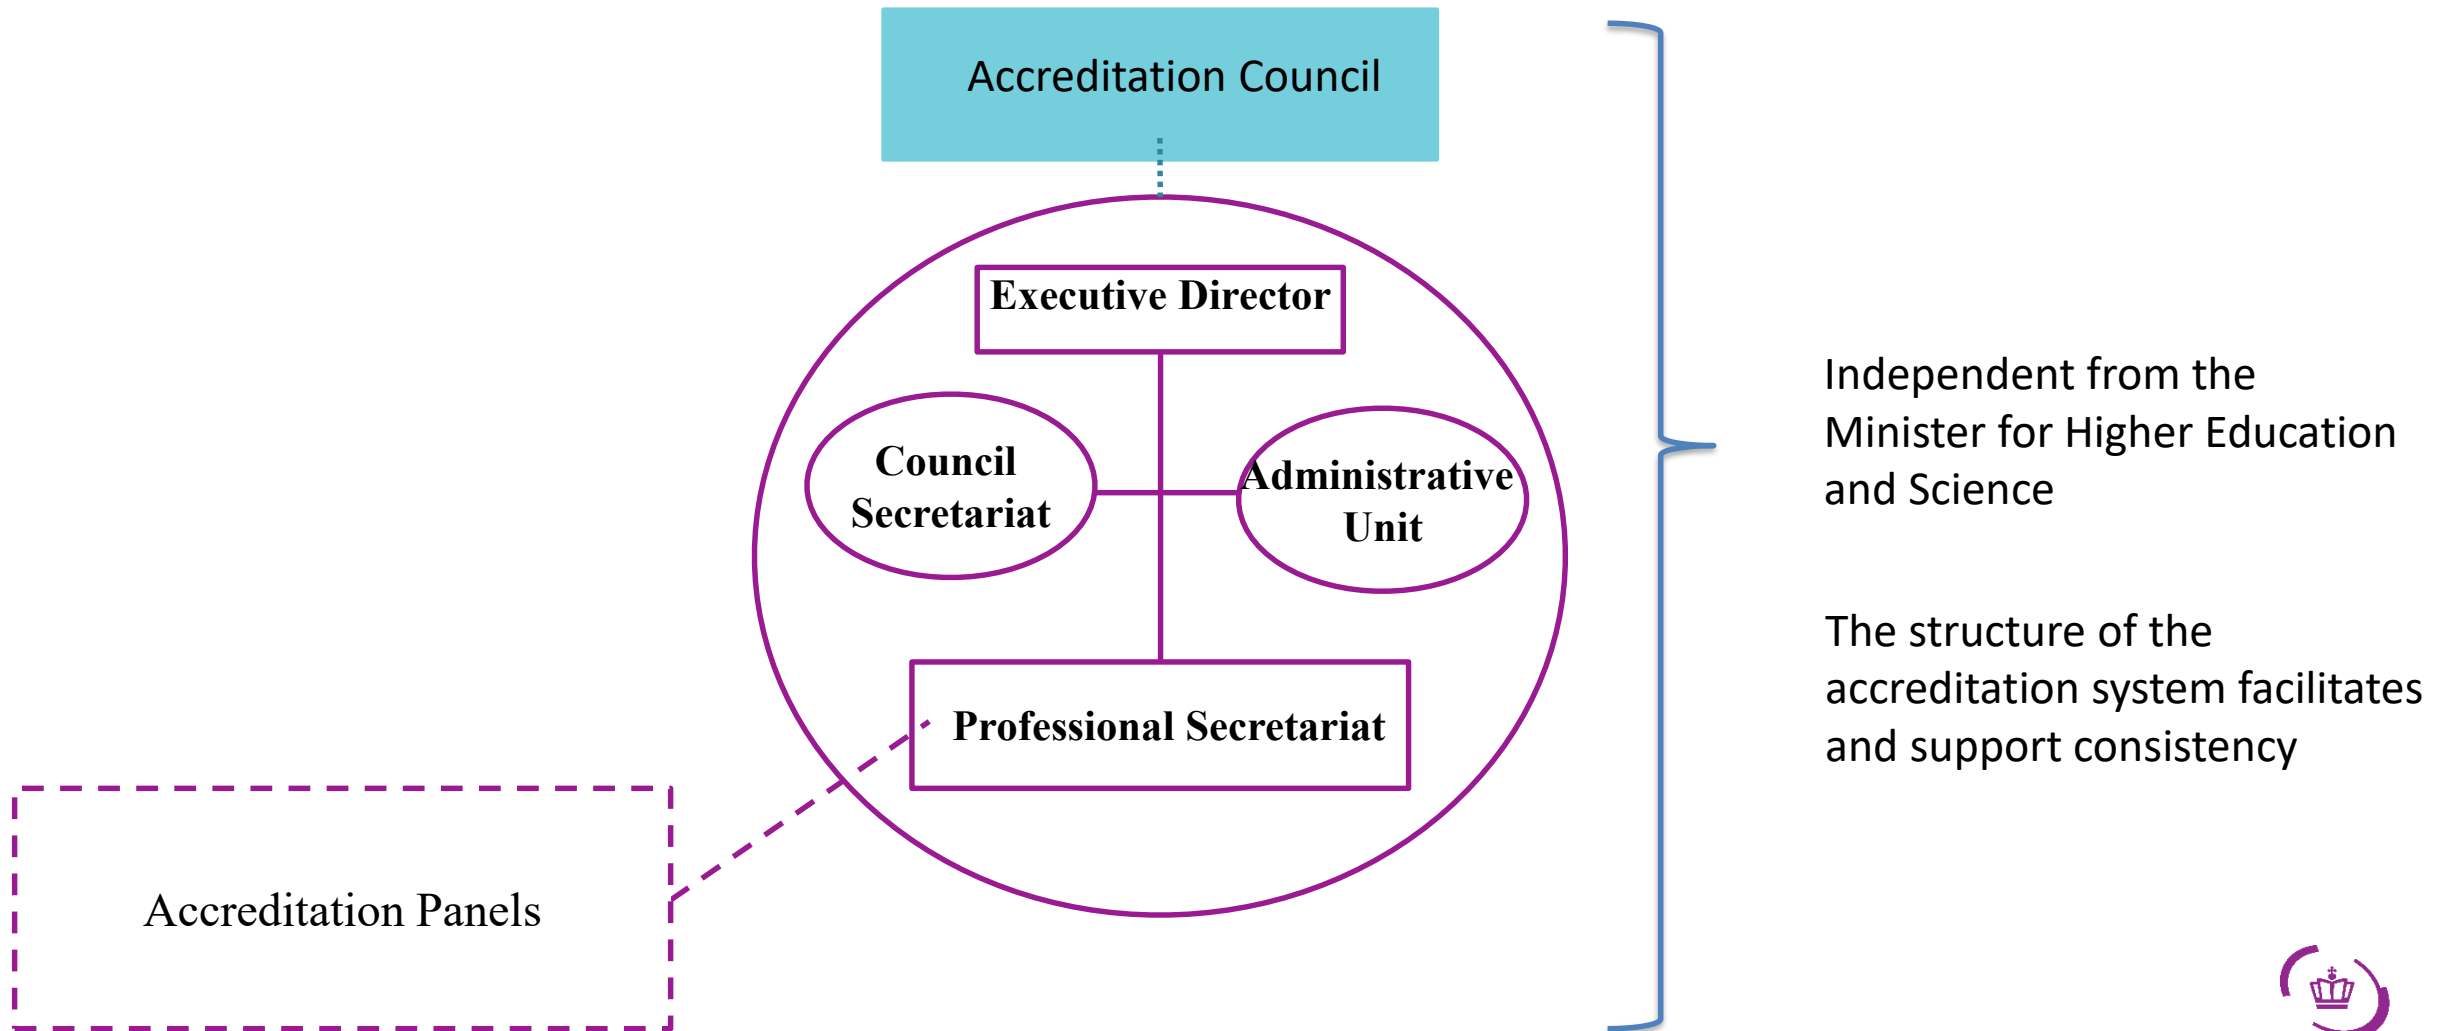 Accreditation Council
Executive Director
Council
Secretariat
Administrative
Unit
Professional Secretariat
Accreditation Panels
Independent from the
Minister for Higher Education
and Science
The structure of the
accreditation system facilitates
and support consistency